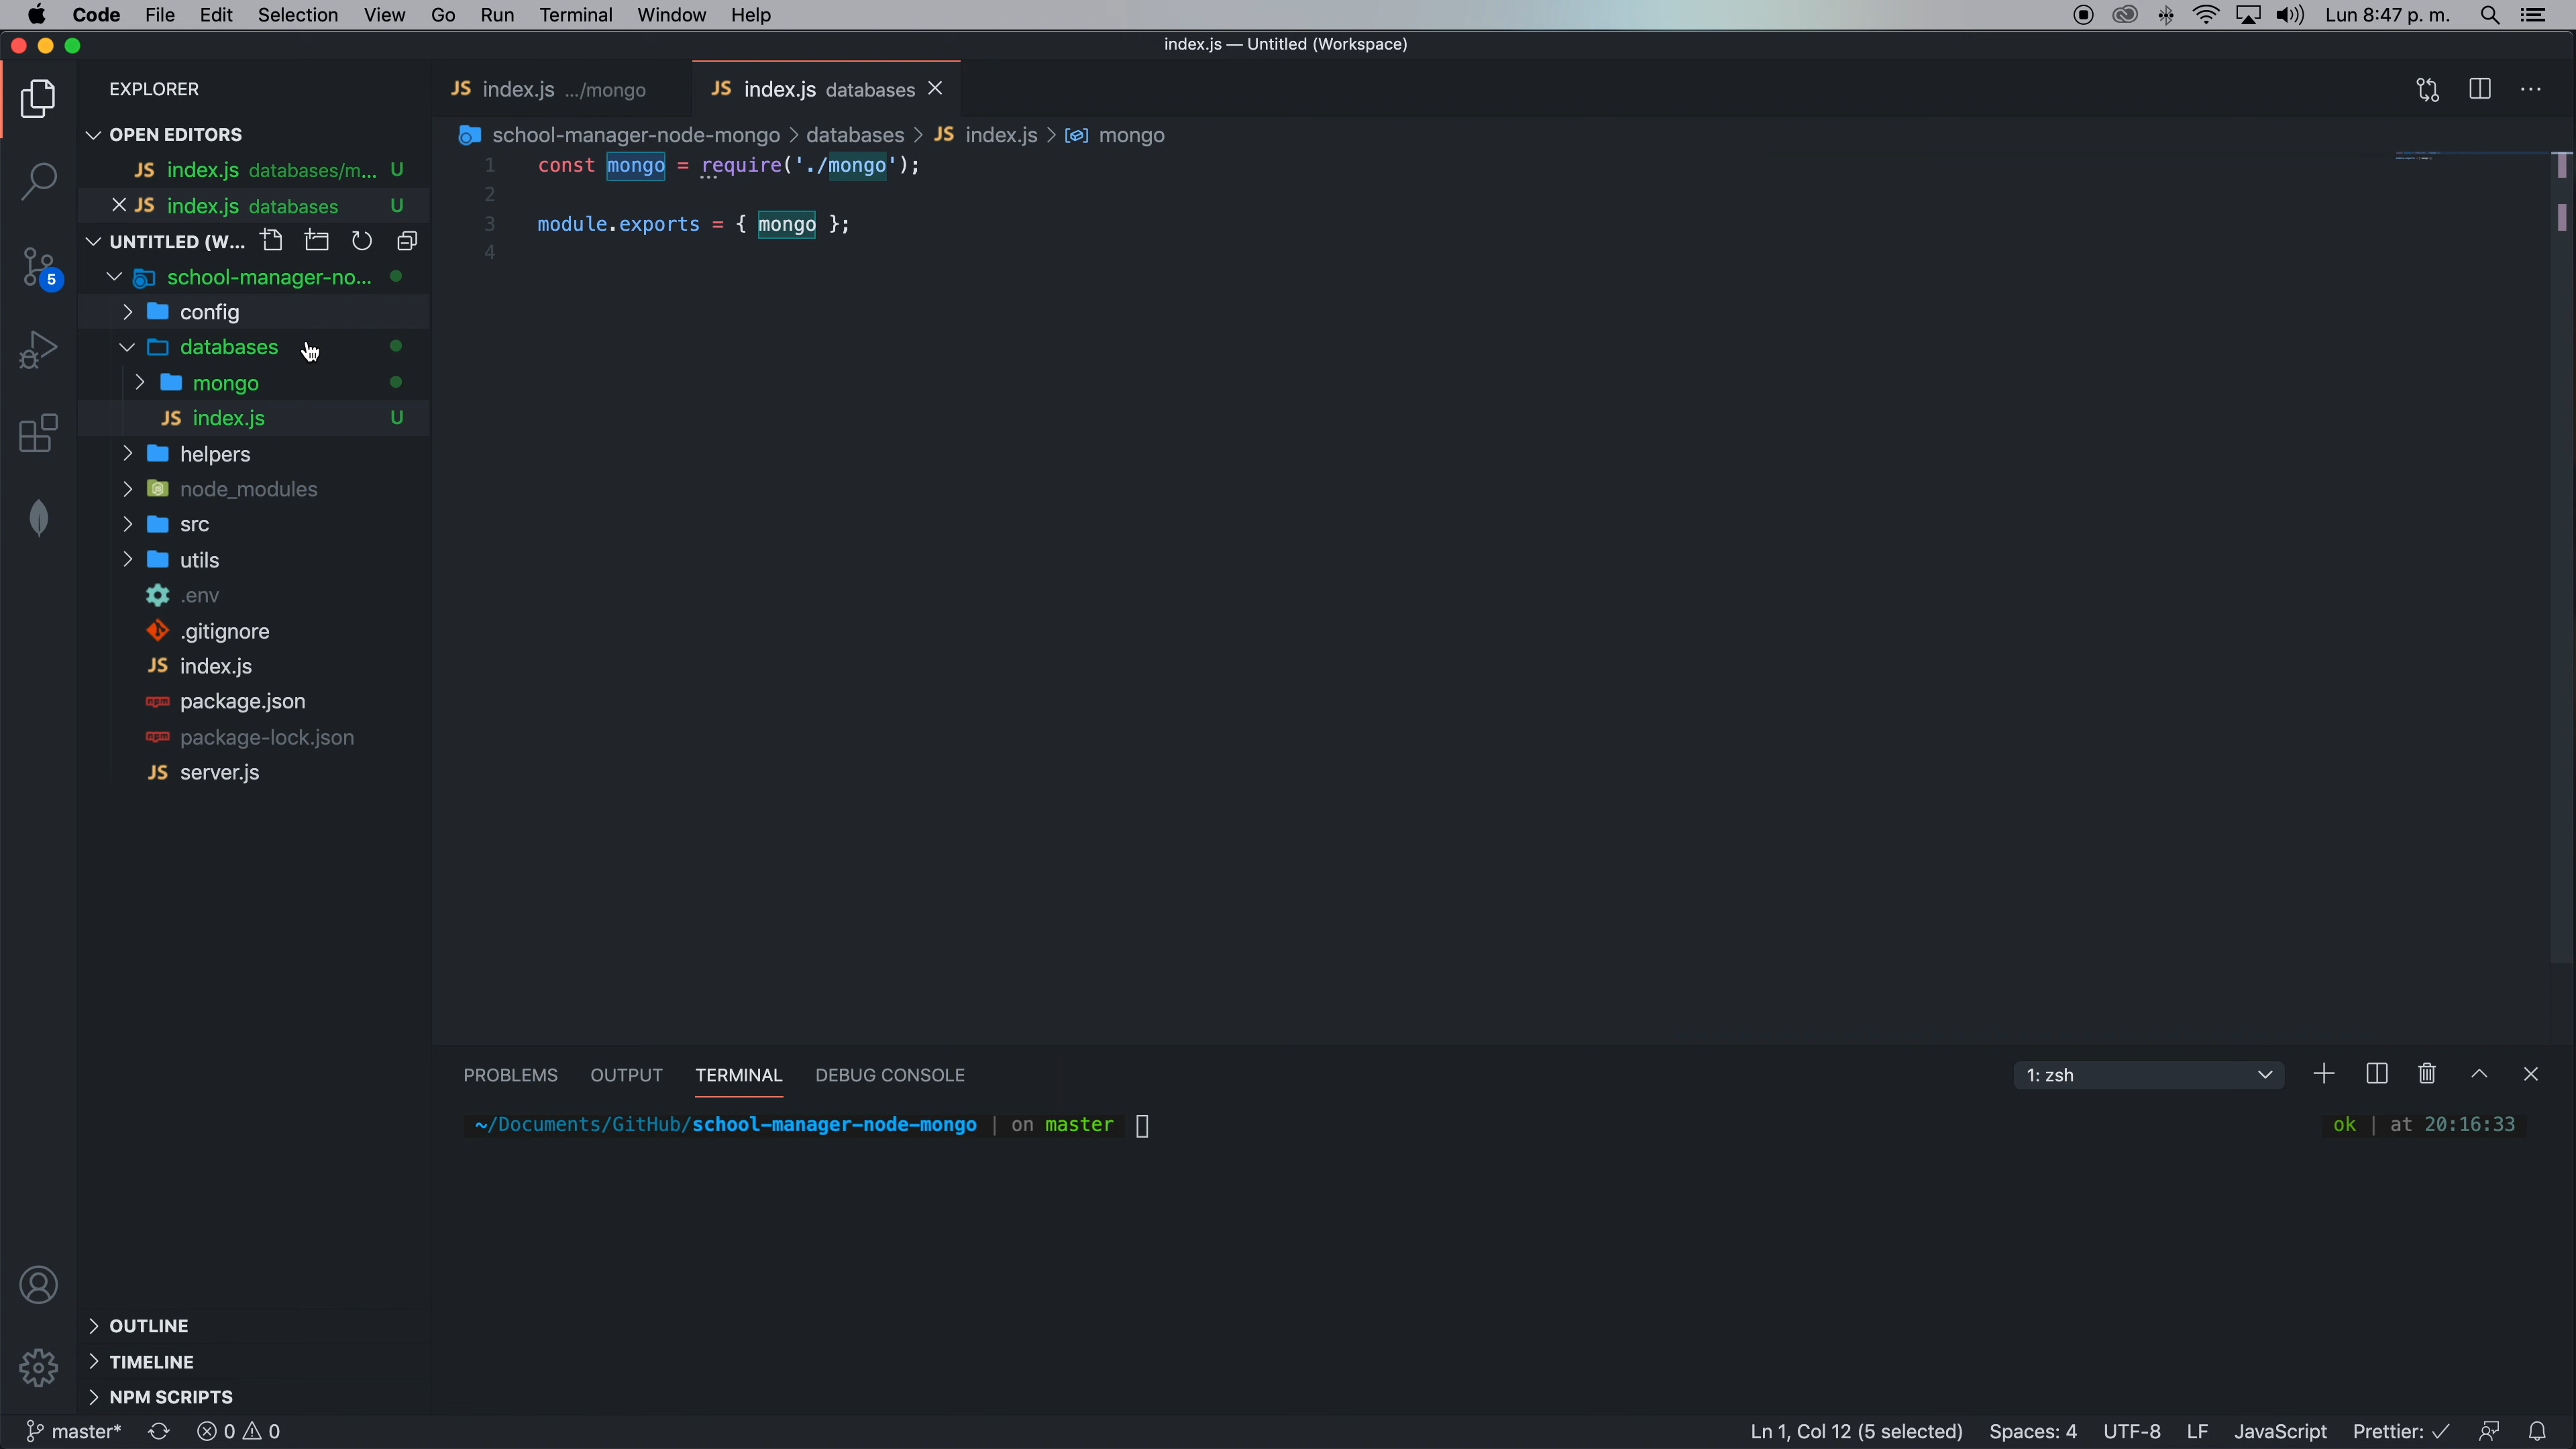 Code File Edit Selection View Go Run Terminal Window Help
Lun 8:47 p. m.
index.js — Untitled (Workspace)
EXPLORER
OPEN EDITORS
JS index.js databases/m... U
JS index.js databases U
UNTITLED (W...
school-manager-no...
config
databases
mongo
JS index.js U
helpers
node_modules
src
utils
.env
.gitignore
JS index.js
npm package.json
npm package-lock.json
JS server.js
OUTLINE
TIMELINE
NPM SCRIPTS
5
JS index.js .../mongo
JS index.js databases
school-manager-node-mongo > databases > JS index.js > mongo
1 const mongo = require('./mongo');
2
3 module.exports = { mongo };
4
PROBLEMS OUTPUT TERMINAL DEBUG CONSOLE
1: zsh
~/Documents/GitHub/school-manager-node-mongo | on master
ok | at 20:16:33
master* 0 0
Ln 1, Col 12 (5 selected) Spaces: 4 UTF-8 LF JavaScript Prettier: ✓